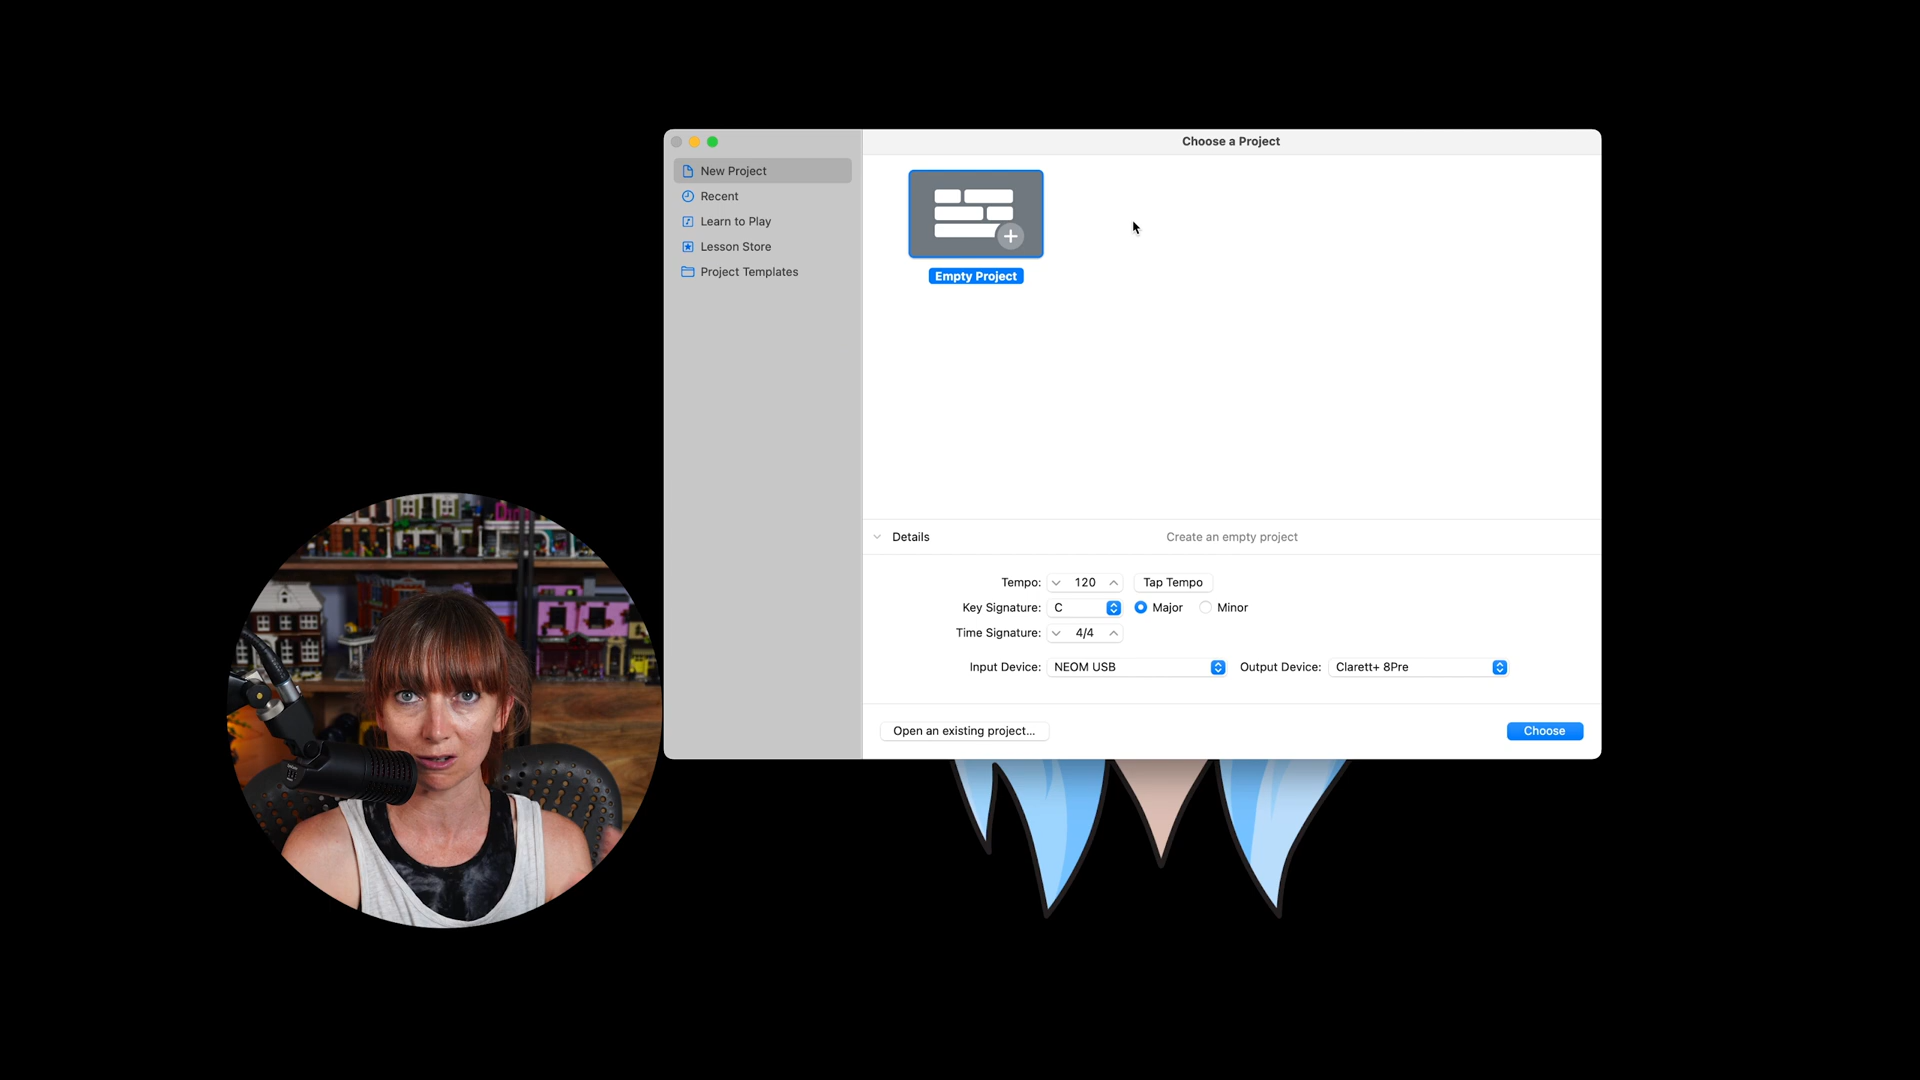 Choose a Project
New Project
Recent
Learn to Play
Lesson Store
Project Templates
Empty Project
Details
Create an empty project
Tempo: 120 Tap Tempo
Key Signature: C Major Minor
Time Signature: 4/4
Input Device: NEOM USB Output Device: Clarett+ 8Pre
Open an existing project... Choose